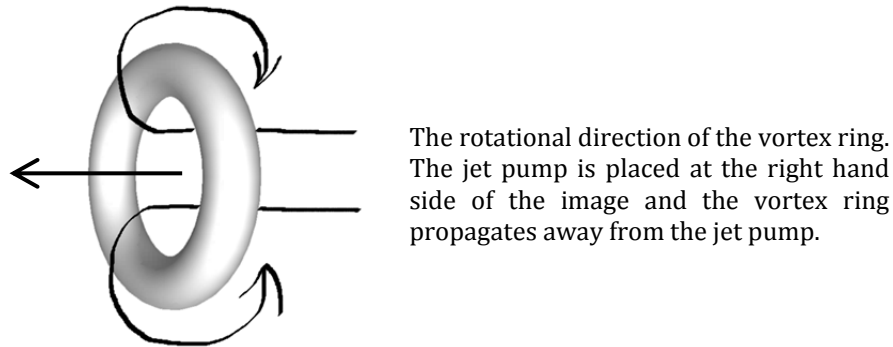 The rotational direction of the vortex ring.
The jet pump is placed at the right hand
side of the image and the vortex ring
propagates away from the jet pump.